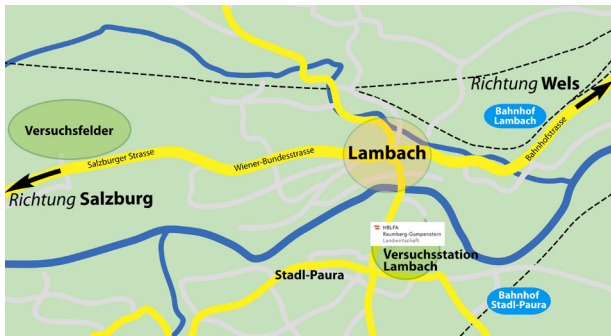 Richtung Wels
Bahnhof
Lambach
Versuchsfelder
Bahnhofstrasse
Lambach
Salzburger Strasse
Wiener-Bundesstrasse
Richtung Salzburg
HBLFA
Raumberg-Gumpenstein
Landwirtschaft
Versuchsstation
Lambach
Stadl-Paura
Bahnhof
Stadl-Paura